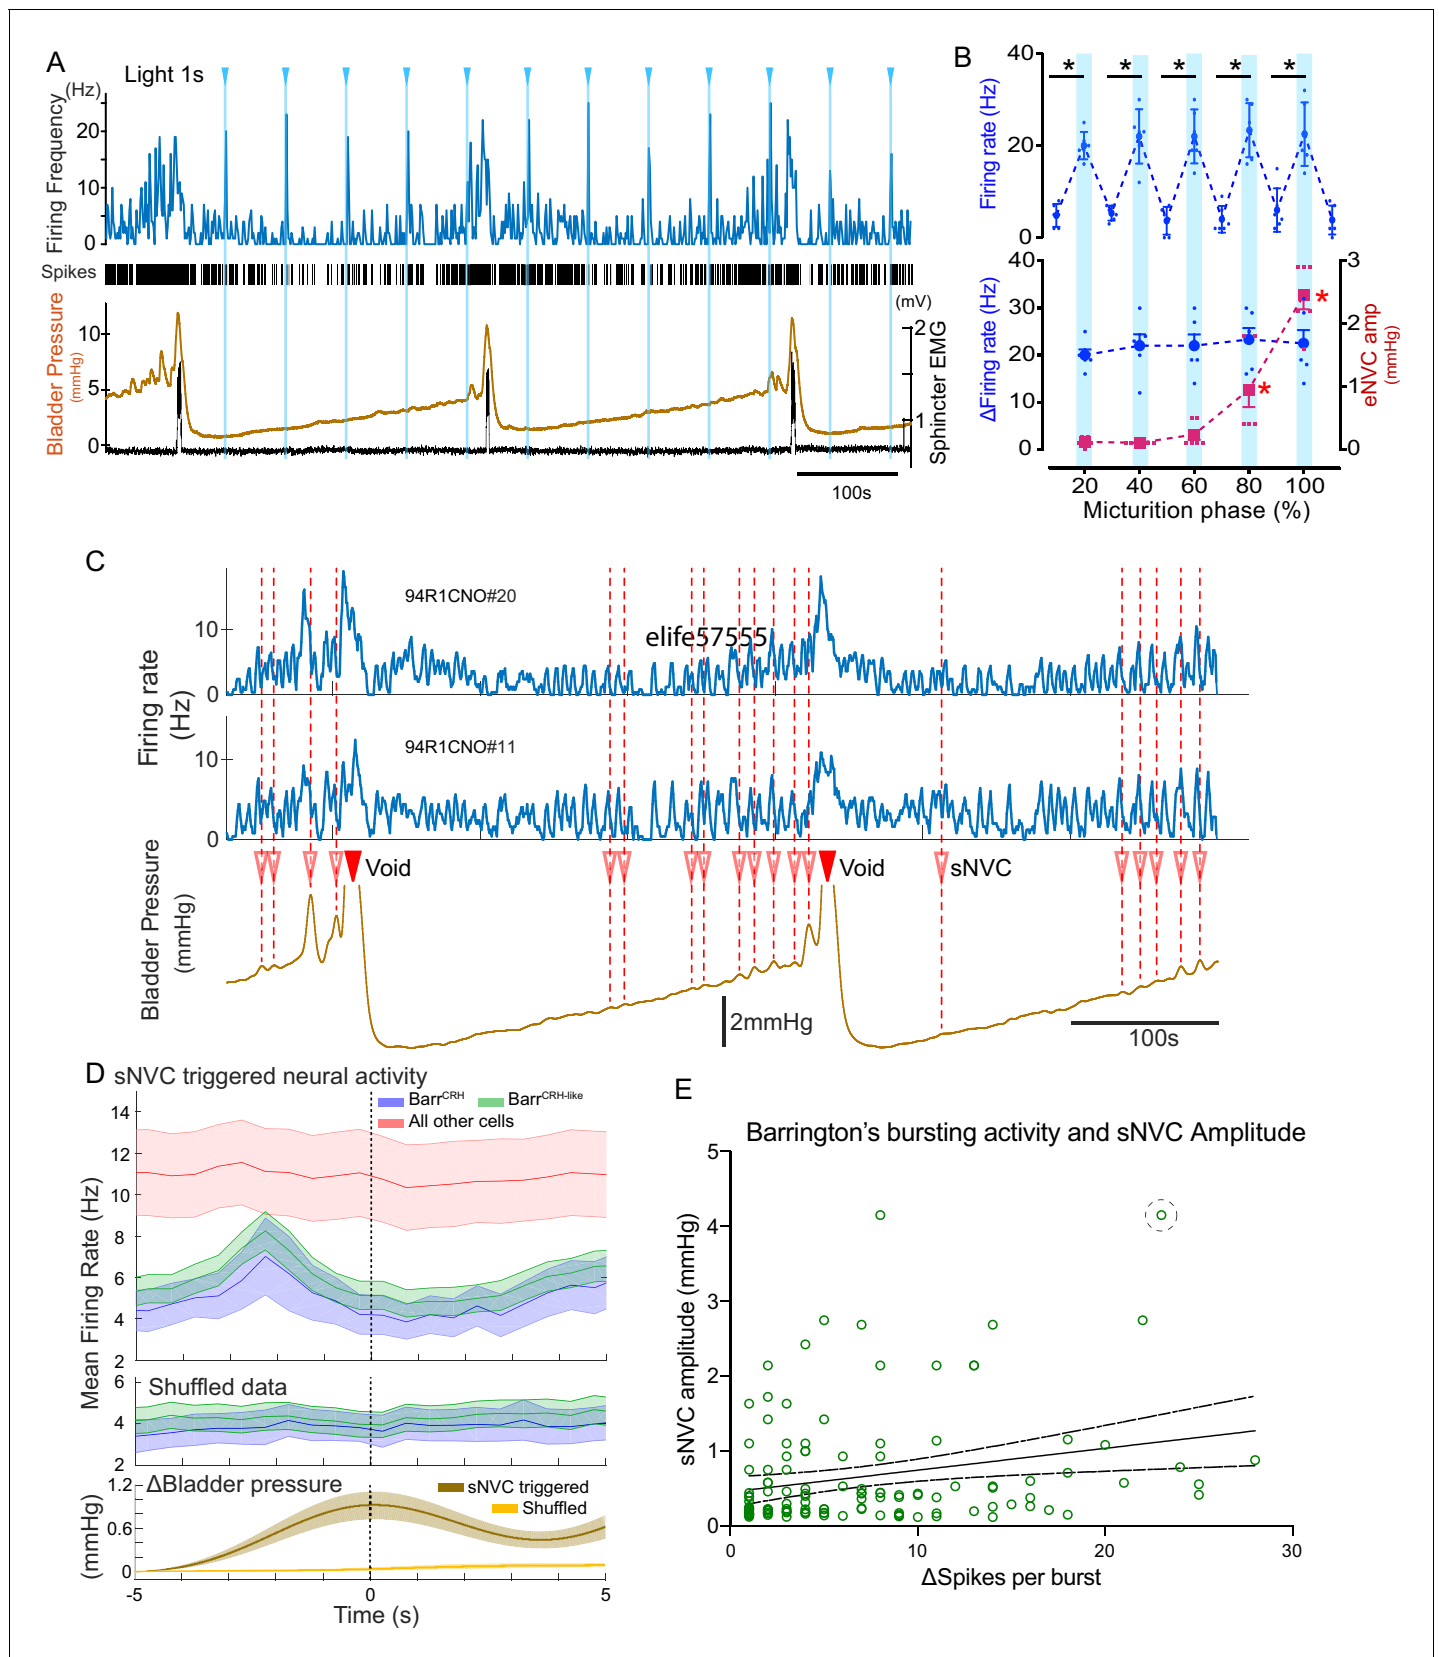 A
Light 1s
(Hz)
Firing Frequency
20
10
0
Spikes
Bladder Pressure
(mmHg)
10
5
0
(mV)
2
1
Sphincter EMG
100s
B
Firing rate (Hz)
40
20
0
* * * * *
ΔFiring rate (Hz)
40
30
20
10
0
3
2
1
0
eNVC amp
(mmHg)
*
*
20 40 60 80 100
Micturition phase (%)
C
94R1CNO#20
elife57555
Firing rate
(Hz)
10
0
94R1CNO#11
10
0
Void
Void
sNVC
Bladder Pressure
(mmHg)
2mmHg
100s
D
sNVC triggered neural activity
BarrCRH
BarrCRH-like
All other cells
Mean Firing Rate (Hz)
14
12
10
8
6
4
2
Shuffled data
6
4
2
ΔBladder pressure
sNVC triggered
Shuffled
(mmHg)
1.2
0.6
0
-5 0 5
Time (s)
E
Barrington's bursting activity and sNVC Amplitude
sNVC amplitude (mmHg)
5
4
3
2
1
0
0 10 20 30
ΔSpikes per burst